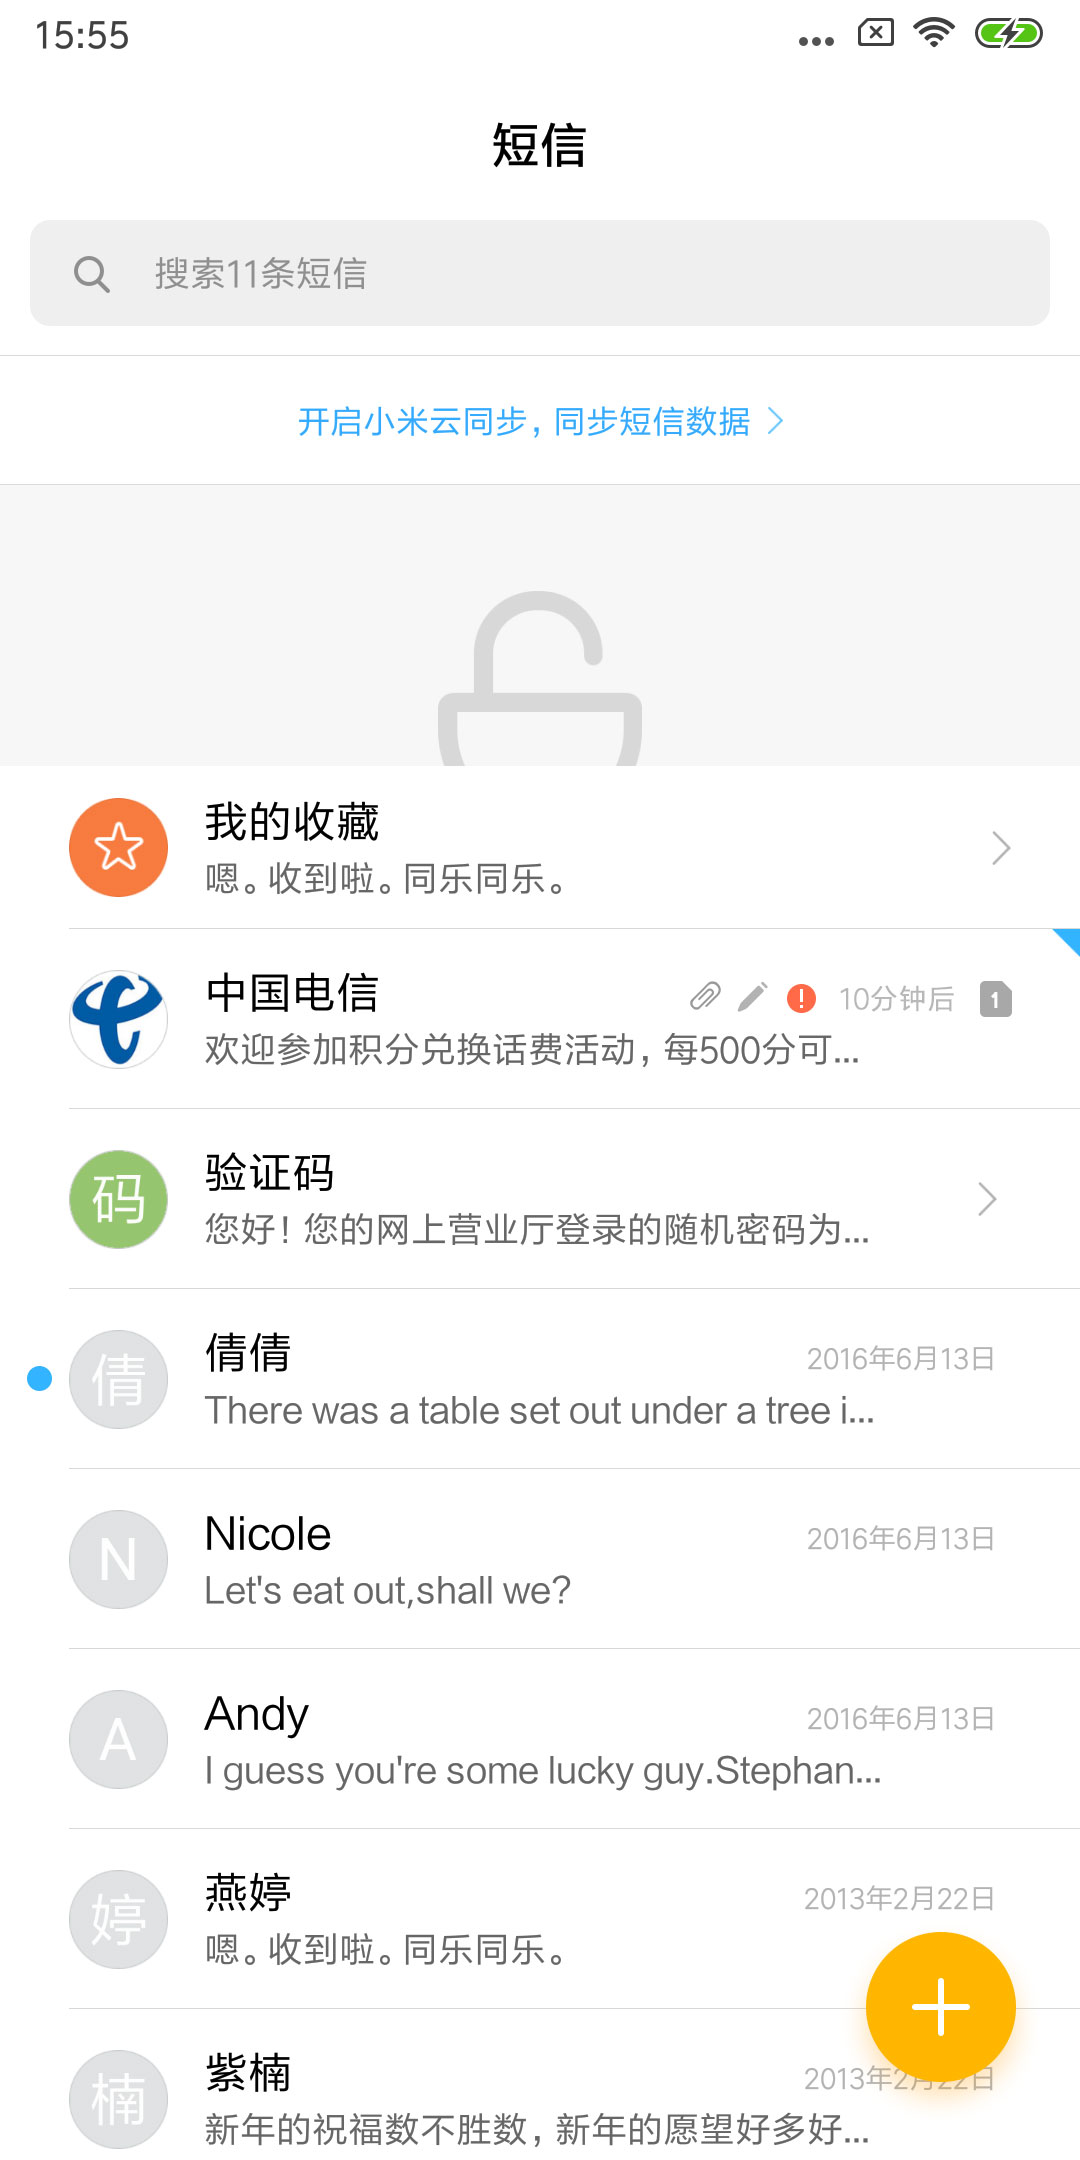 15:55
短信
搜索11条短信
开启小米云同步，同步短信数据
我的收藏
嗯。收到啦。同乐同乐。
中国电信
10分钟后
1
欢迎参加积分兑换话费活动，每500分可...
码
验证码
您好！您的网上营业厅登录的随机密码为...
倩
倩倩
2016年6月13日
There was a table set out under a tree i...
N
Nicole
2016年6月13日
Let's eat out,shall we?
A
Andy
2016年6月13日
I guess you're some lucky guy.Stephan...
婷
燕婷
2013年2月22日
嗯。收到啦。同乐同乐。
楠
紫楠
2013年2月22日
新年的祝福数不胜数，新年的愿望好多好...